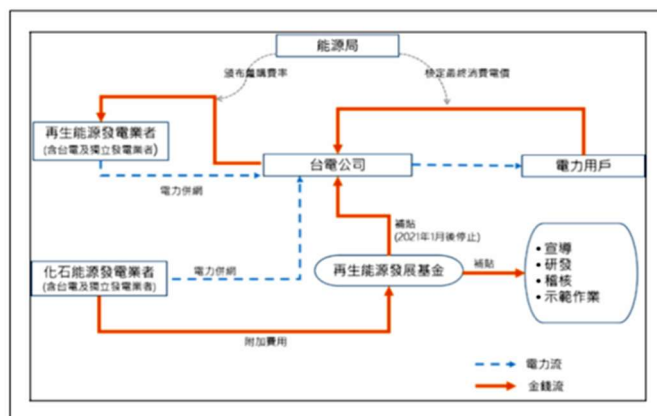 能源局
頒布躉購費率
核定最終消費電價
再生能源發電業者
(含台電及獨立發電業者)
台電公司
電力用戶
電力併網
補貼
(2021年1月後停止)
化石能源發電業者
(含台電及獨立發電業者)
電力併網
再生能源發展基金
補貼
• 宣導
• 研發
• 稽核
• 示範作業
附加費用
電力流
金錢流